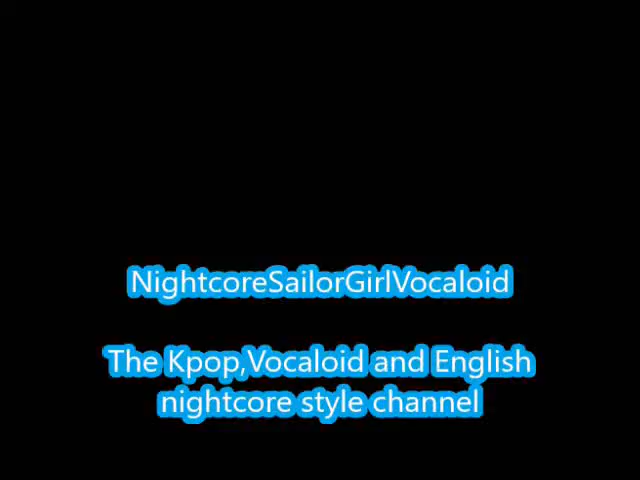 NightcoreSailorGirlVocaloid
The Kpop,Vocaloid and English
nightcore style channel